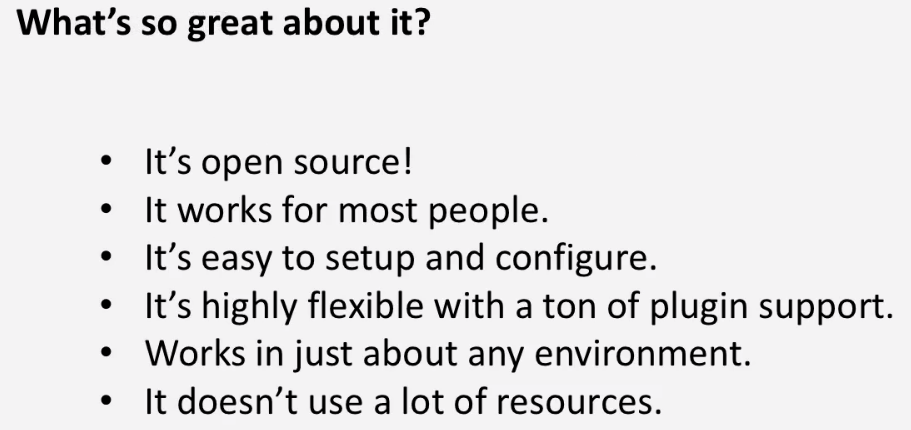 What's so great about it?
• It's open source!
• It works for most people.
• It's easy to setup and configure.
• It's highly flexible with a ton of plugin support.
• Works in just about any environment.
• It doesn't use a lot of resources.